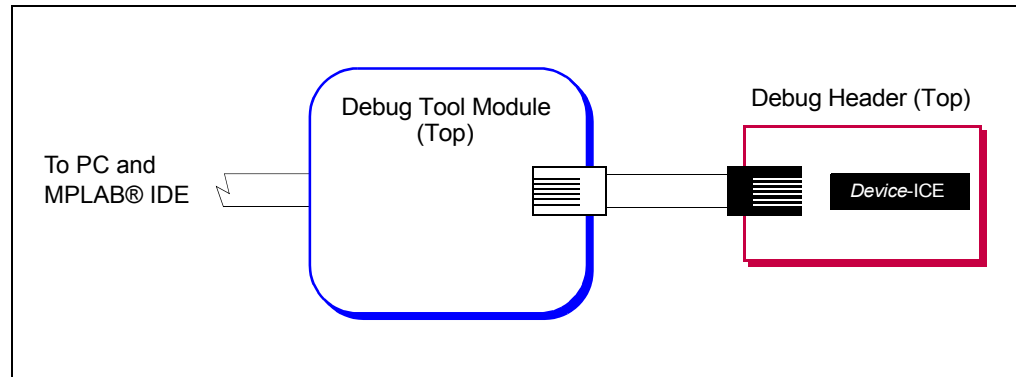 Debug Tool Module
(Top)
Debug Header (Top)
To PC and
MPLAB® IDE
Device-ICE